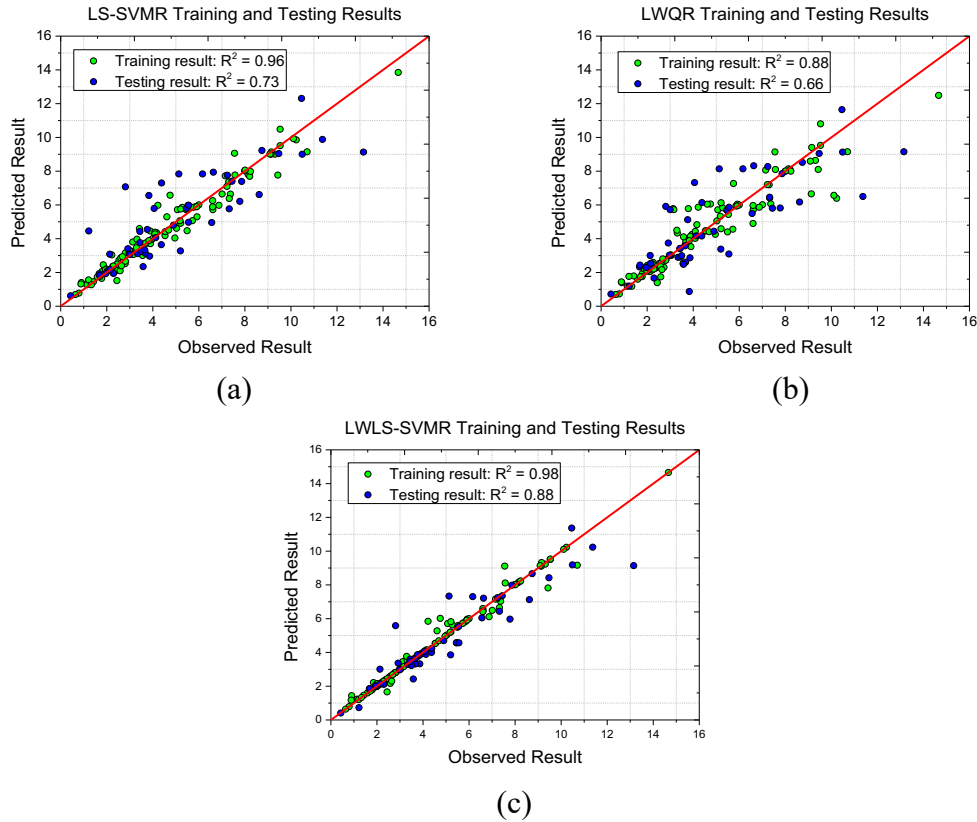 LS-SVMR Training and Testing Results
Training result: R² = 0.96
Testing result: R² = 0.73
Predicted Result
16
14
12
10
8
6
4
2
0
0 2 4 6 8 10 12 14 16
Observed Result
(a)
LWQR Training and Testing Results
Training result: R² = 0.88
Testing result: R² = 0.66
Predicted Result
16
14
12
10
8
6
4
2
0
0 2 4 6 8 10 12 14 16
Observed Result
(b)
LWLS-SVMR Training and Testing Results
Training result: R² = 0.98
Testing result: R² = 0.88
Predicted Result
16
14
12
10
8
6
4
2
0
0 2 4 6 8 10 12 14 16
Observed Result
(c)